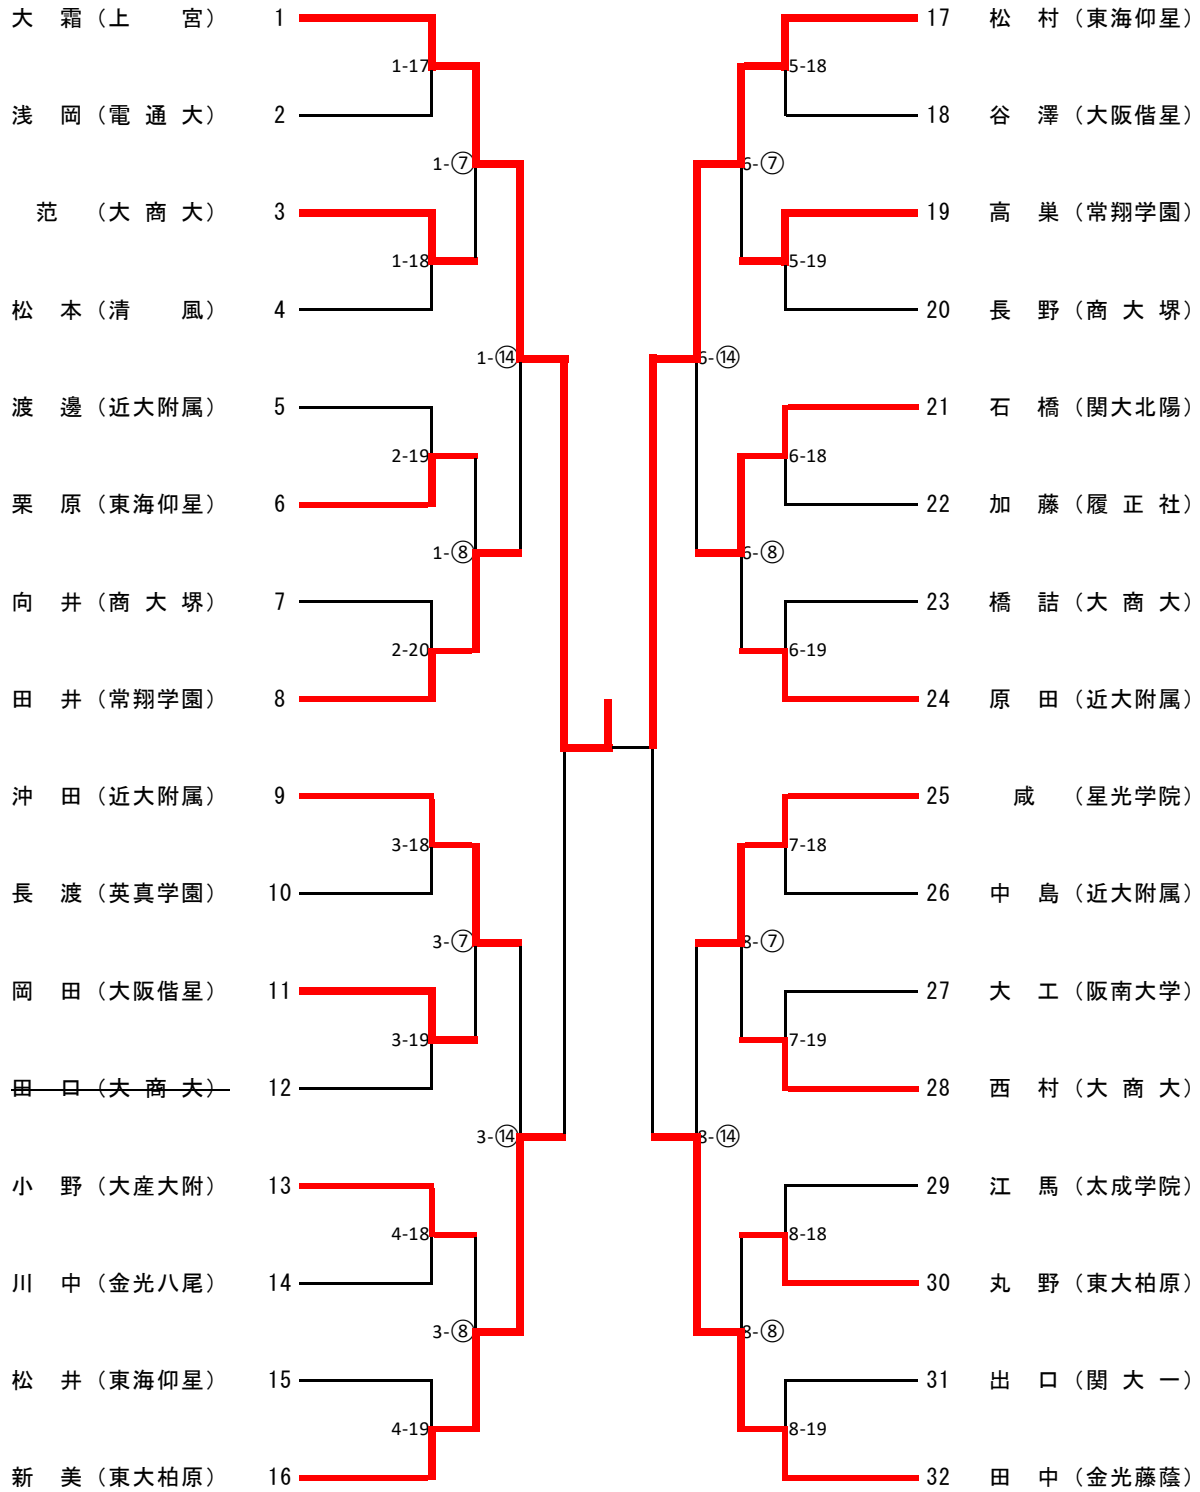 大 霜 (上 宮) 1
1-17
浅 岡 (電 通 大) 2
1-⑦
范 (大 商 大) 3
1-18
松 本 (清 風) 4
1-⑭
渡 邊 (近大附属) 5
2-19
栗 原 (東海仰星) 6
1-⑧
向 井 (商 大 堺) 7
2-20
田 井 (常翔学園) 8
沖 田 (近大附属) 9
3-18
長 渡 (英真学園) 10
3-⑦
岡 田 (大阪偕星) 11
3-19
田 口 (大 商 大) 12
3-⑭
小 野 (大産大附) 13
4-18
川 中 (金光八尾) 14
3-⑧
松 井 (東海仰星) 15
4-19
新 美 (東大柏原) 16
17 松 村 (東海仰星)
5-18
18 谷 澤 (大阪偕星)
6-⑦
19 高 巣 (常翔学園)
5-19
20 長 野 (商 大 堺)
6-⑭
21 石 橋 (関大北陽)
6-18
22 加 藤 (履 正 社)
6-⑧
23 橋 詰 (大 商 大)
6-19
24 原 田 (近大附属)
25 咸 (星光学院)
7-18
26 中 島 (近大附属)
8-⑦
27 大 工 (阪南大学)
7-19
28 西 村 (大 商 大)
8-⑭
29 江 馬 (太成学院)
8-18
30 丸 野 (東大柏原)
8-⑧
31 出 口 (関 大 一)
8-19
32 田 中 (金光藤蔭)